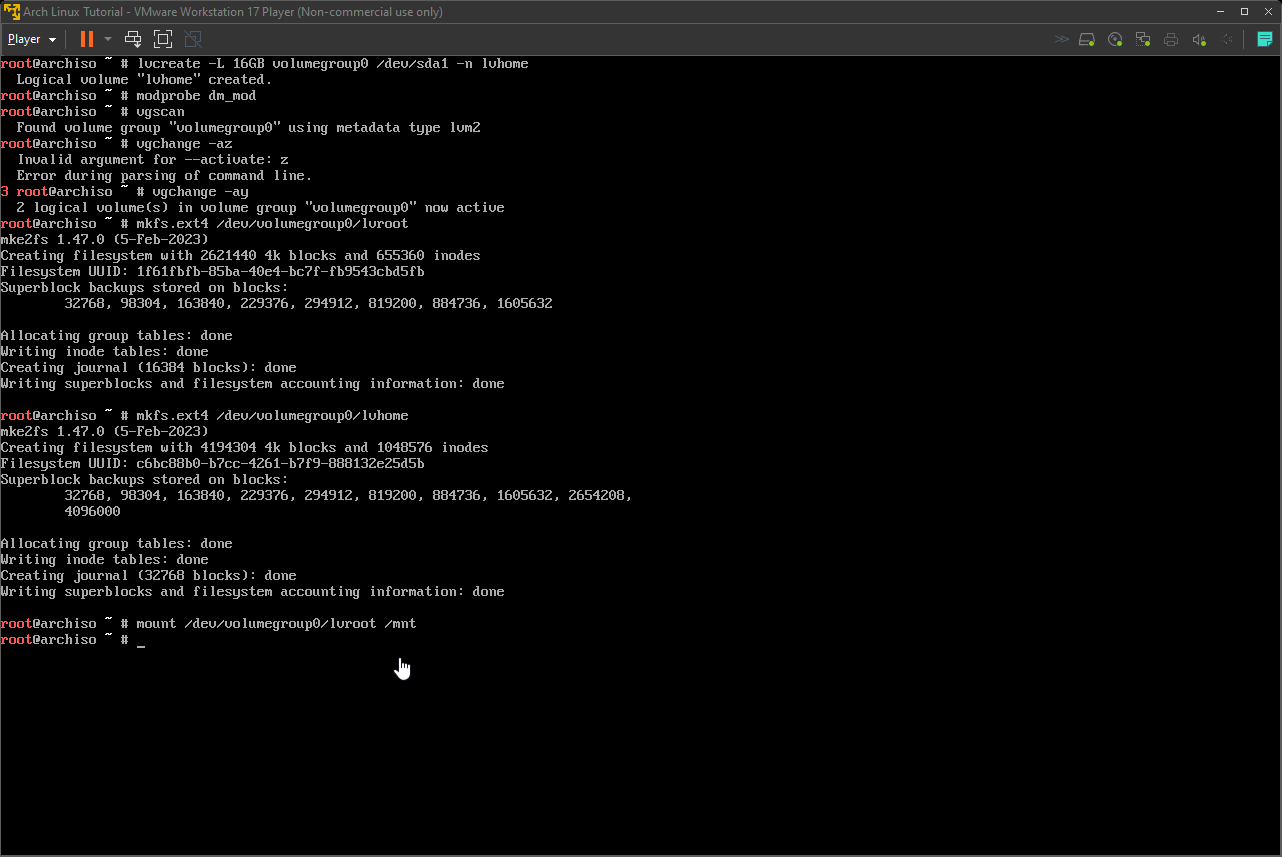 Arch Linux Tutorial - VMware Workstation 17 Player (Non-commercial use only)
Player
root@archiso ~ # lvcreate -L 16GB volumegroup0 /dev/sda1 -n lvhome
  Logical volume "lvhome" created.
root@archiso ~ # modprobe dm_mod
root@archiso ~ # vgscan
  Found volume group "volumegroup0" using metadata type lvm2
root@archiso ~ # vgchange -az
  Invalid argument for --activate: z
  Error during parsing of command line.
3 root@archiso ~ # vgchange -ay
  2 logical volume(s) in volume group "volumegroup0" now active
root@archiso ~ # mkfs.ext4 /dev/volumegroup0/lvroot
mke2fs 1.47.0 (5-Feb-2023)
Creating filesystem with 2621440 4k blocks and 655360 inodes
Filesystem UUID: 1f61fbfb-85ba-40e4-bc7f-fb9543cbd5fb
Superblock backups stored on blocks:
        32768, 98304, 163840, 229376, 294912, 819200, 884736, 1605632

Allocating group tables: done
Writing inode tables: done
Creating journal (16384 blocks): done
Writing superblocks and filesystem accounting information: done

root@archiso ~ # mkfs.ext4 /dev/volumegroup0/lvhome
mke2fs 1.47.0 (5-Feb-2023)
Creating filesystem with 4194304 4k blocks and 1048576 inodes
Filesystem UUID: c6bc88b0-b7cc-4261-b7f9-888132e25d5b
Superblock backups stored on blocks:
        32768, 98304, 163840, 229376, 294912, 819200, 884736, 1605632, 2654208,
        4096000

Allocating group tables: done
Writing inode tables: done
Creating journal (32768 blocks): done
Writing superblocks and filesystem accounting information: done

root@archiso ~ # mount /dev/volumegroup0/lvroot /mnt
root@archiso ~ # _